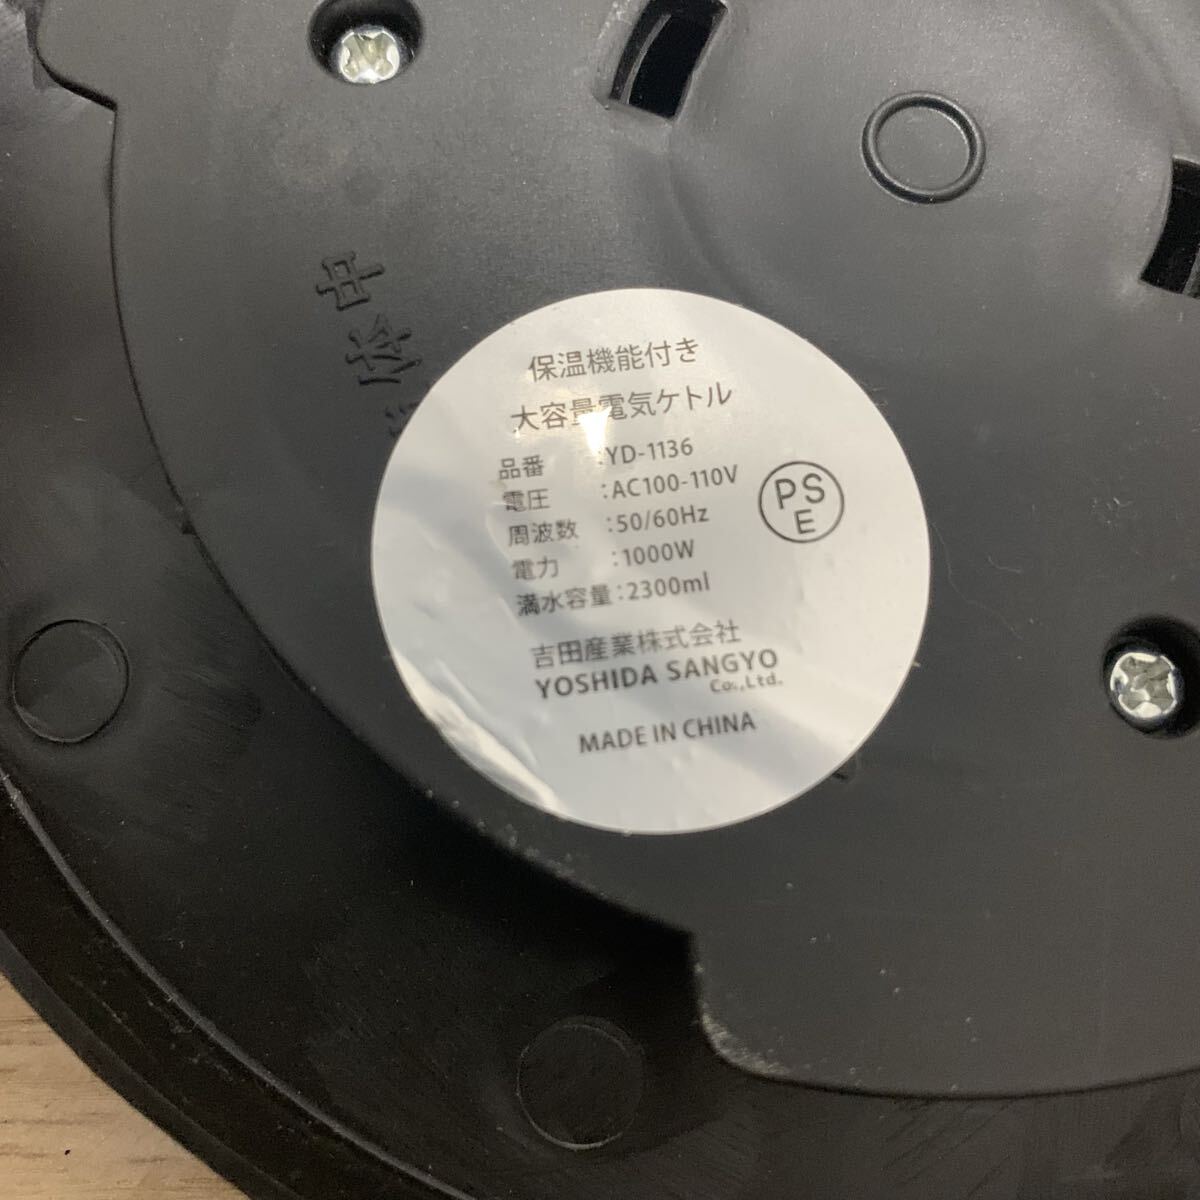 保温機能付き
大容量電気ケトル
品番 :YD-1136
電圧 :AC100-110V
周波数 :50/60Hz
電力 :1000W
満水容量:2300ml
PS
E
吉田産業株式会社
YOSHIDA SANGYO
Co.,Ltd.
MADE IN CHINA
体中